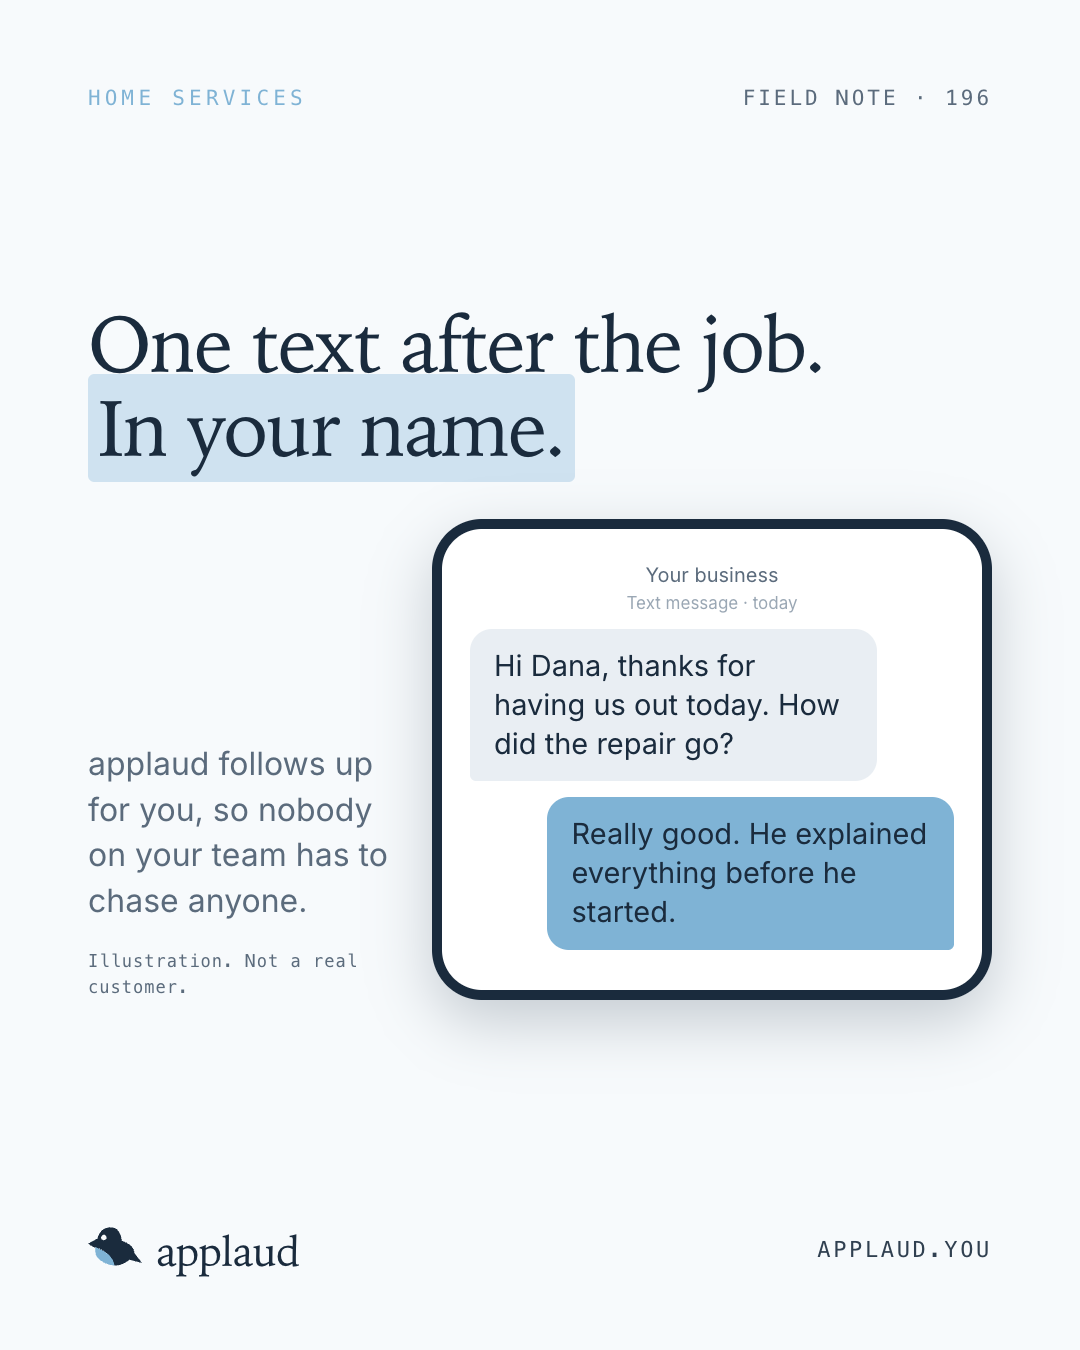 HOME SERVICES
FIELD NOTE · 196
One text after the job.
In your name.
Your business
Text message · today
Hi Dana, thanks for
having us out today. How
did the repair go?
Really good. He explained
everything before he
started.
applaud follows up
for you, so nobody
on your team has to
chase anyone.
Illustration. Not a real
customer.
applaud
APPLAUD.YOU